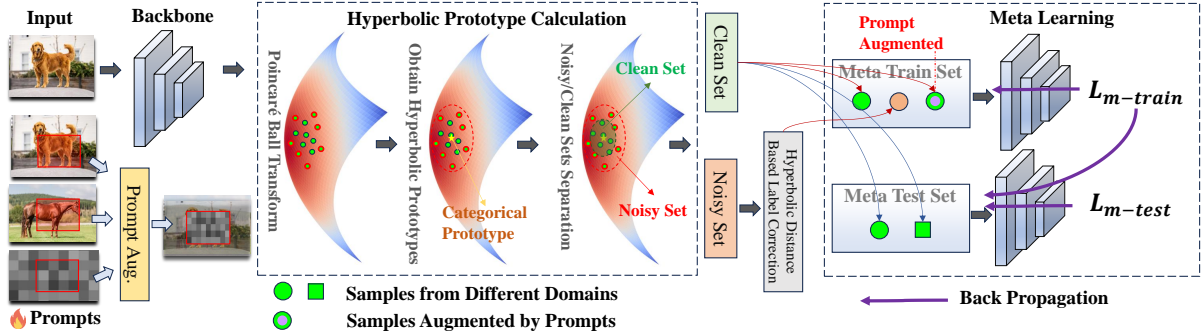 Input
Backbone
Prompt Aug.
Prompts
Hyperbolic Prototype Calculation
Poincaré Ball Transform
Obtain Hyperbolic Prototypes
Categorical
Prototype
Noisy/Clean Sets Separation
Clean Set
Noisy Set
Samples from Different Domains
Samples Augmented by Prompts
Clean Set
Noisy Set
Hyperbolic Distance
Based Label Correction
Meta Learning
Prompt
Augmented
Meta Train Set
L_{m-train}
Meta Test Set
L_{m-test}
Back Propagation